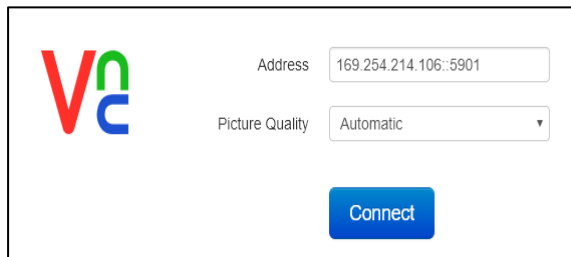 Vnc
Address 169.254.214.106::5901
Picture Quality Automatic
Connect